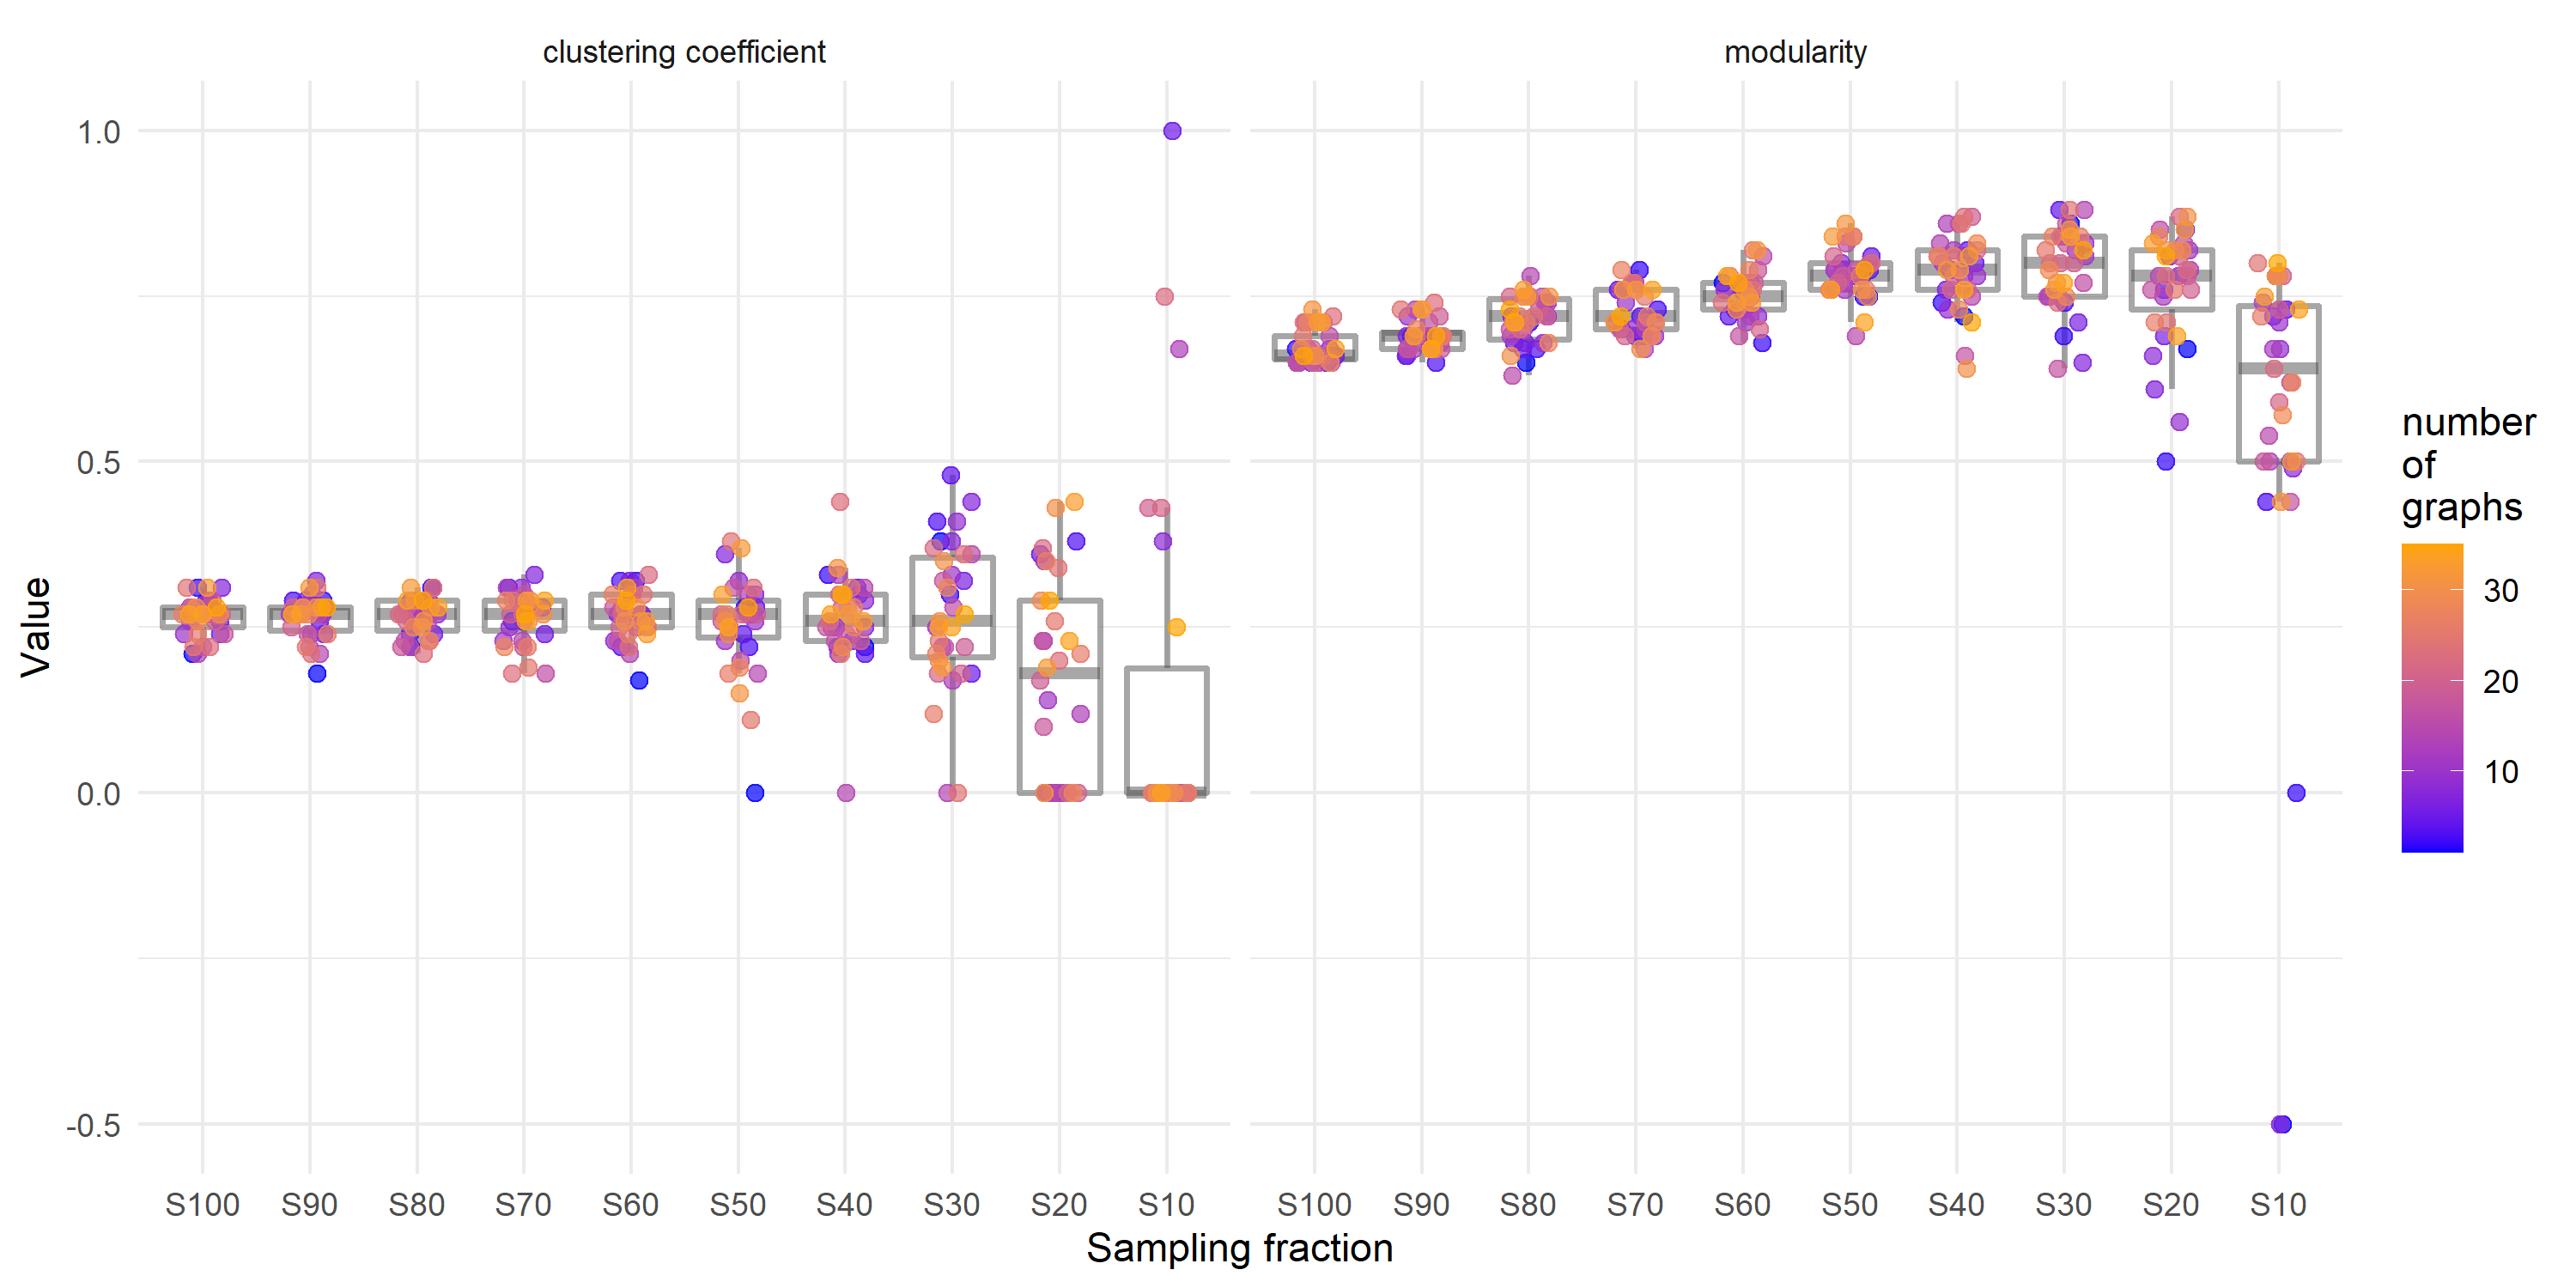 clustering coefficient
modularity
Value
1.0
0.5
0.0
-0.5
S100 S90 S80 S70 S60 S50 S40 S30 S20 S10
S100 S90 S80 S70 S60 S50 S40 S30 S20 S10
Sampling fraction
number
of
graphs
30
20
10